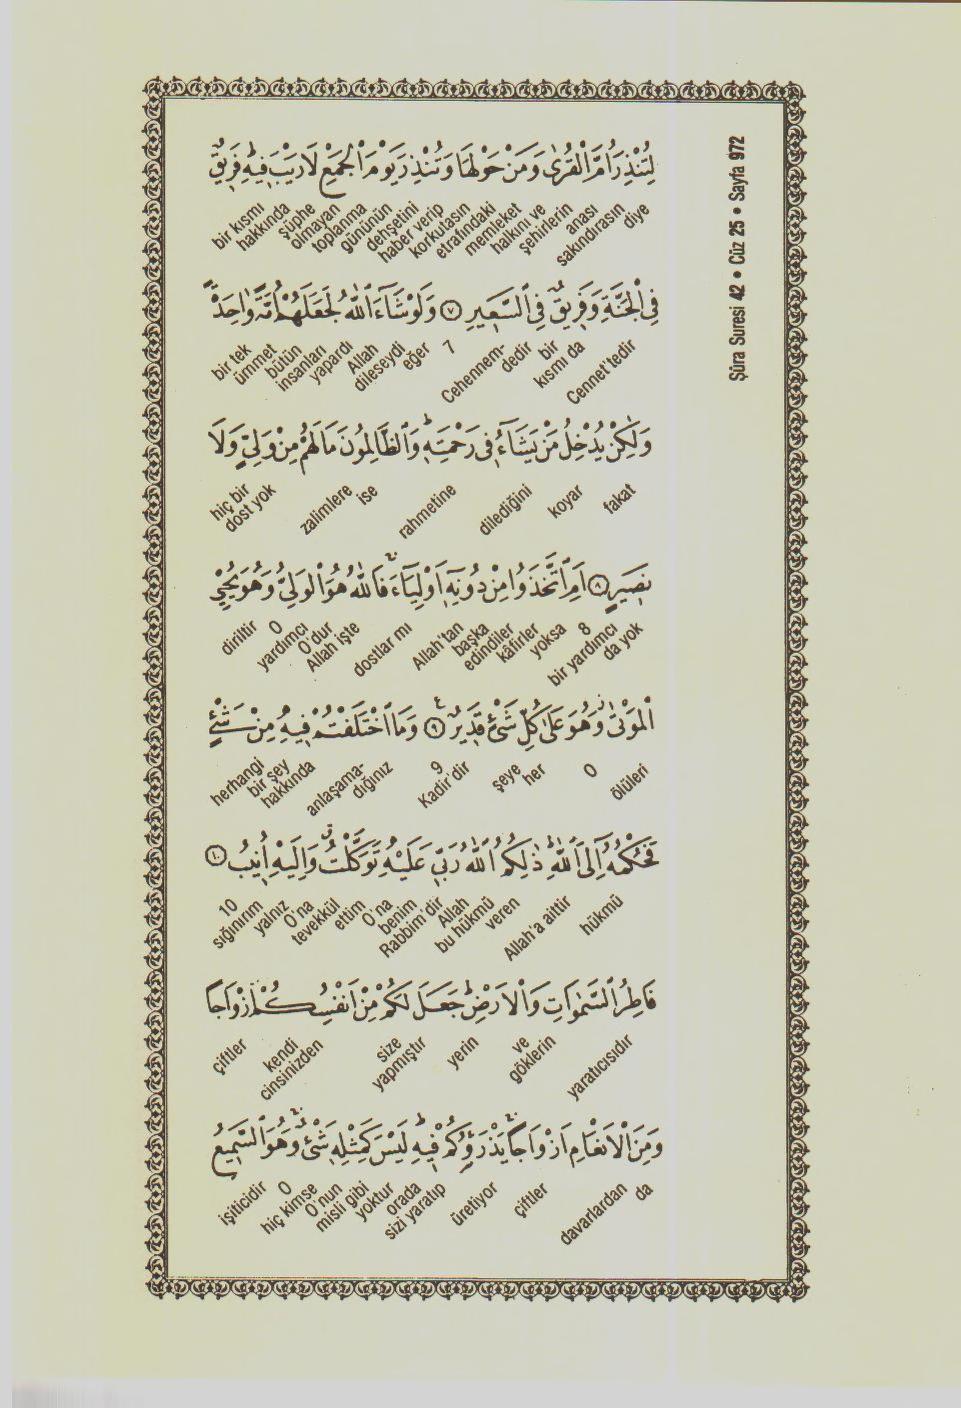 Şûra Suresi 42 • Cüz 25 • Sayfa 972
لِتُنْذِرَ اُمَّ الْقُرٰى وَمَنْ حَوْلَهَا وَتُنْذِرَ يَوْمَ الْجَمْعِ لَا رَيْبَ فٖيهِ فَرٖيقٌ
diye sakındırasın anası şehirlerin halkını ve memleket etrafındaki korkutasın haber verip dehşetini gününün toplanma olmayan şüphe hakkında bir kısmı
فِى الْجَنَّةِ وَفَرٖيقٌ فِى السَّعٖيرِ ٧ وَلَوْ شَٓاءَ اللّٰهُ لَجَعَلَهُمْ اُمَّةً وَاحِدَةً
Cennet'tedir kısmı da bir Cehennem- dedir 7 eğer dileseydi Allah yapardı insanları bütün ümmet bir tek
وَلٰكِنْ يُدْخِلُ مَنْ يَشَٓاءُ فٖى رَحْمَتِهٖ وَالظَّالِمُونَ مَا لَهُمْ مِنْ وَلِىٍّ وَلَا
fakat koyar dilediğini rahmetine ise zalimlere dost yok hiç bir
نَصٖيرٍ ٨ اَمِ اتَّخَذُوا مِنْ دُونِهٖٓ اَوْلِيَٓاءَ فَاللّٰهُ هُوَ الْوَلِىُّ وَهُوَ يُحْيِى
da yok bir yardımcı 8 yoksa kâfirler edindiler başka Allah'tan dostlar mı Allah işte O'dur yardımcı O diriltir
الْمَوْتٰى وَهُوَ عَلٰى كُلِّ شَىْءٍ قَدٖيرٌ ٩ وَمَا اخْتَلَفْتُمْ فٖيهِ مِنْ شَىْءٍ
ölüleri O her şeye Kadir'dir 9 anlaşama- dığınız hakkında bir şey herhangi
فَحُكْمُهُٓ اِلَى اللّٰهِ ذٰلِكُمُ اللّٰهُ رَبّٖى عَلَيْهِ تَوَكَّلْتُ وَاِلَيْهِ اُنٖيبُ ١٠
hükmü Allah'a aittir veren bu hükmü Allah Rabbim'dir benim O'na ettim tevekkül O'na yalnız sığınırım 10
فَاطِرُ السَّمٰوَاتِ وَالْاَرْضِ جَعَلَ لَكُمْ مِنْ اَنْفُسِكُمْ اَزْوَاجًا
yaratıcısıdır göklerin ve yerin yapmıştır size cinsinizden kendi çiftler
وَمِنَ الْاَنْعَامِ اَزْوَاجًا يَذْرَؤُكُمْ فٖيهِ لَيْسَ كَمِثْلِهٖ شَىْءٌ وَهُوَ السَّمٖيعُ
da davarlardan çiftler üretiyor sizi yaratıp orada yoktur misli gibi O'nun hiç kimse O işiticidir